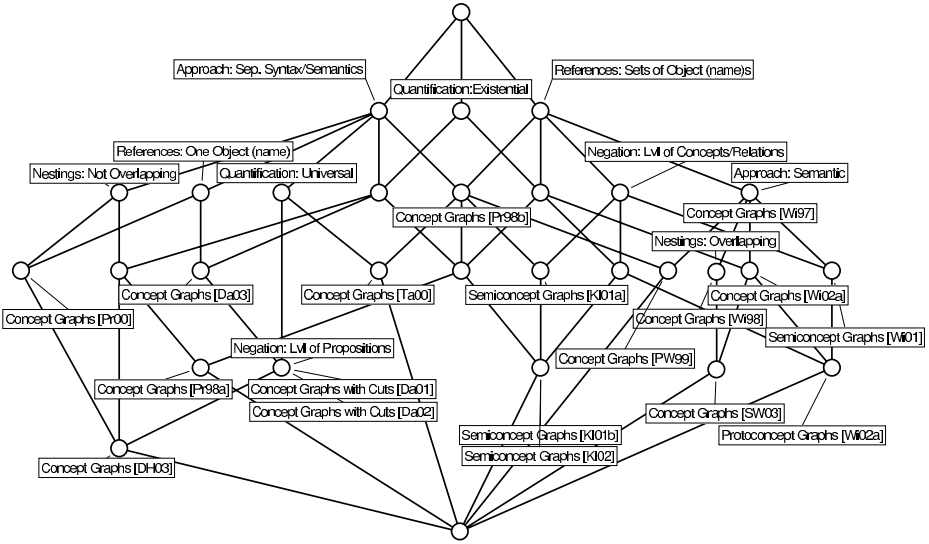 Approach: Sep. Syntax/Semantics
References: Sets of Object (name)s
Quantification:Existential
References: One Object (name)
Negation: Lvll of Concepts/Relations
Nestings: Not Overlapping
Quantification: Universal
Approach: Semantic
Concept Graphs [Pr98b]
Concept Graphs [Wi97]
Nestings: Overlapping
Concept Graphs [Da03]
Concept Graphs [Ta00]
Semiconcept Graphs [Kl01a]
Concept Graphs [Wi02a]
Concept Graphs [Pr00]
Concept Graphs [Wi98]
Semiconcept Graphs [Wi01]
Negation: Lvll of Propositions
Concept Graphs [PW99]
Concept Graphs [Pr98a]
Concept Graphs with Cuts [Da01]
Concept Graphs with Cuts [Da02]
Concept Graphs [SW03]
Semiconcept Graphs [Kl01b]
Protoconcept Graphs [Wi02a]
Semiconcept Graphs [Kl02]
Concept Graphs [DH03]